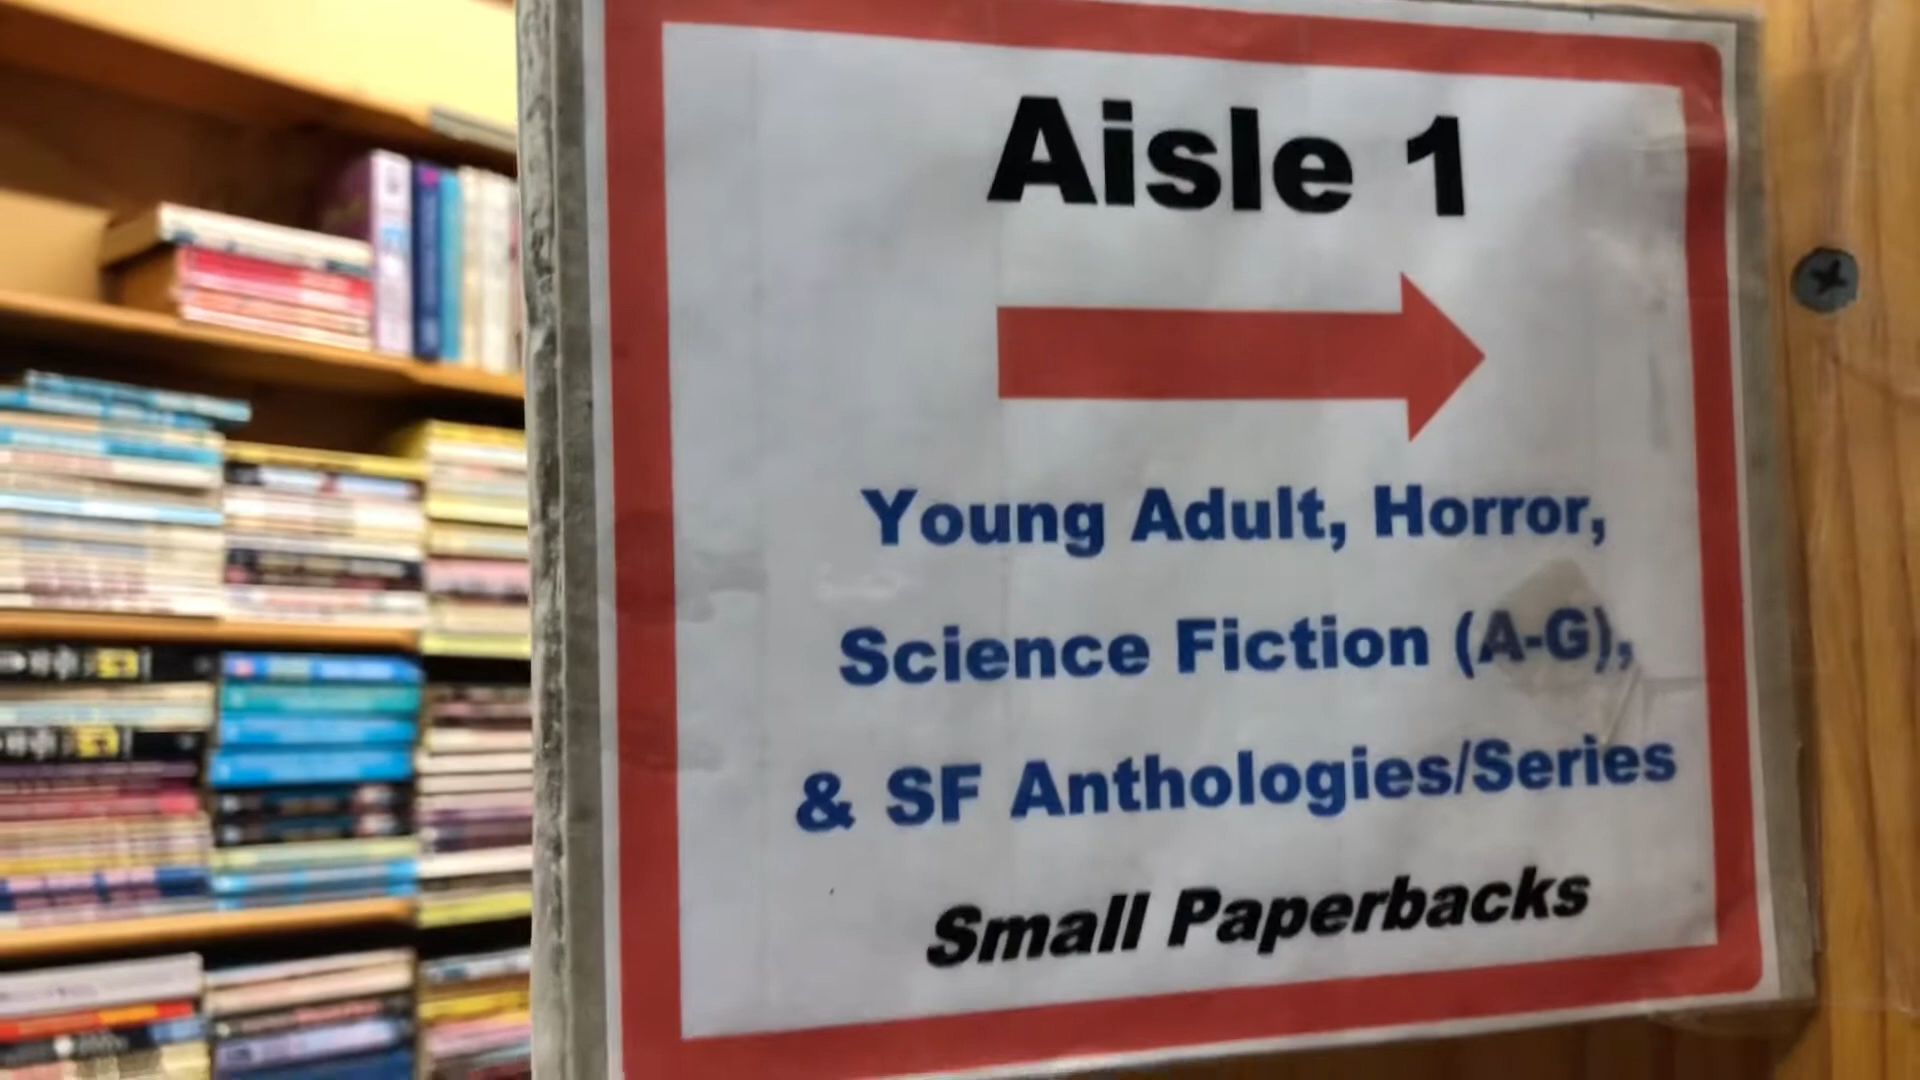 Aisle 1
Young Adult, Horror,
Science Fiction (A-G),
& SF Anthologies/Series
Small Paperbacks